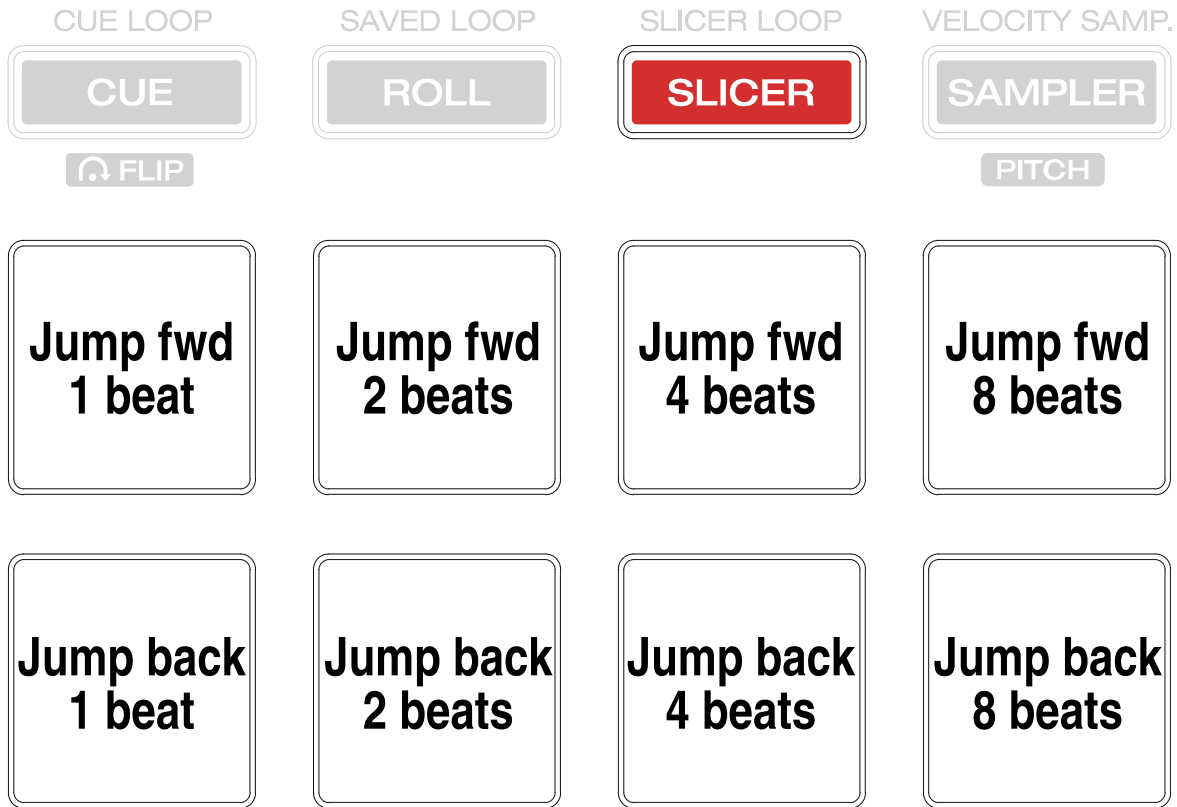 CUE LOOP SAVED LOOP SLICER LOOP VELOCITY SAMP.
CUE ROLL SLICER SAMPLER
FLIP PITCH
Jump fwd Jump fwd Jump fwd Jump fwd
1 beat 2 beats 4 beats 8 beats
Jump back Jump back Jump back Jump back
1 beat 2 beats 4 beats 8 beats